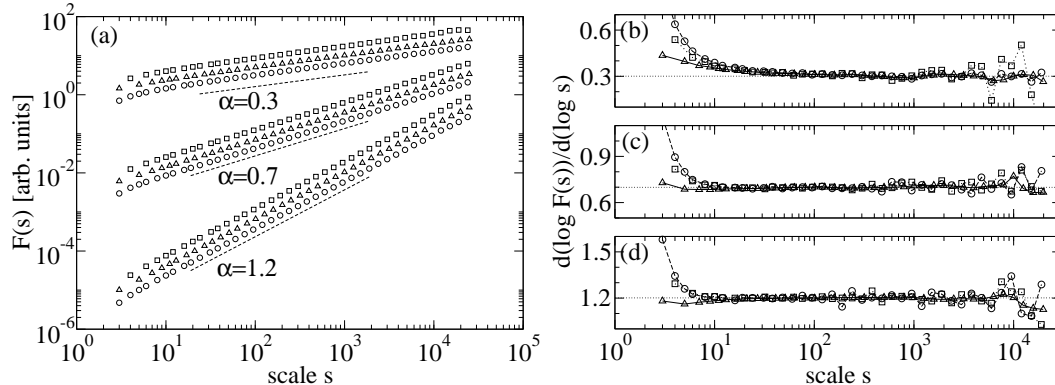 (a)
F(s) [arb. units]
10^2
10^0
10^-2
10^-4
10^-6
α=0.3
α=0.7
α=1.2
10^0 10^1 10^2 10^3 10^4 10^5
scale s
d(log F(s))/d(log s)
(b)
0.6
0.3
(c)
0.9
0.6
(d)
1.5
1.2
10^0 10^1 10^2 10^3 10^4
scale s